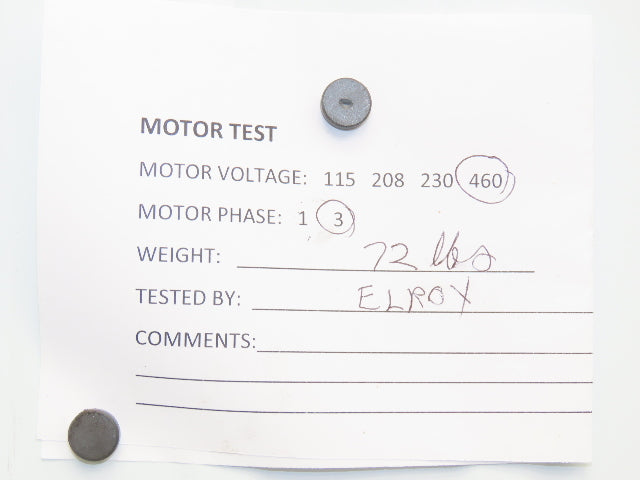 MOTOR TEST
MOTOR VOLTAGE: 115 208 230 460
MOTOR PHASE: 1 3
WEIGHT: 72 lbs
TESTED BY: ELROY
COMMENTS: